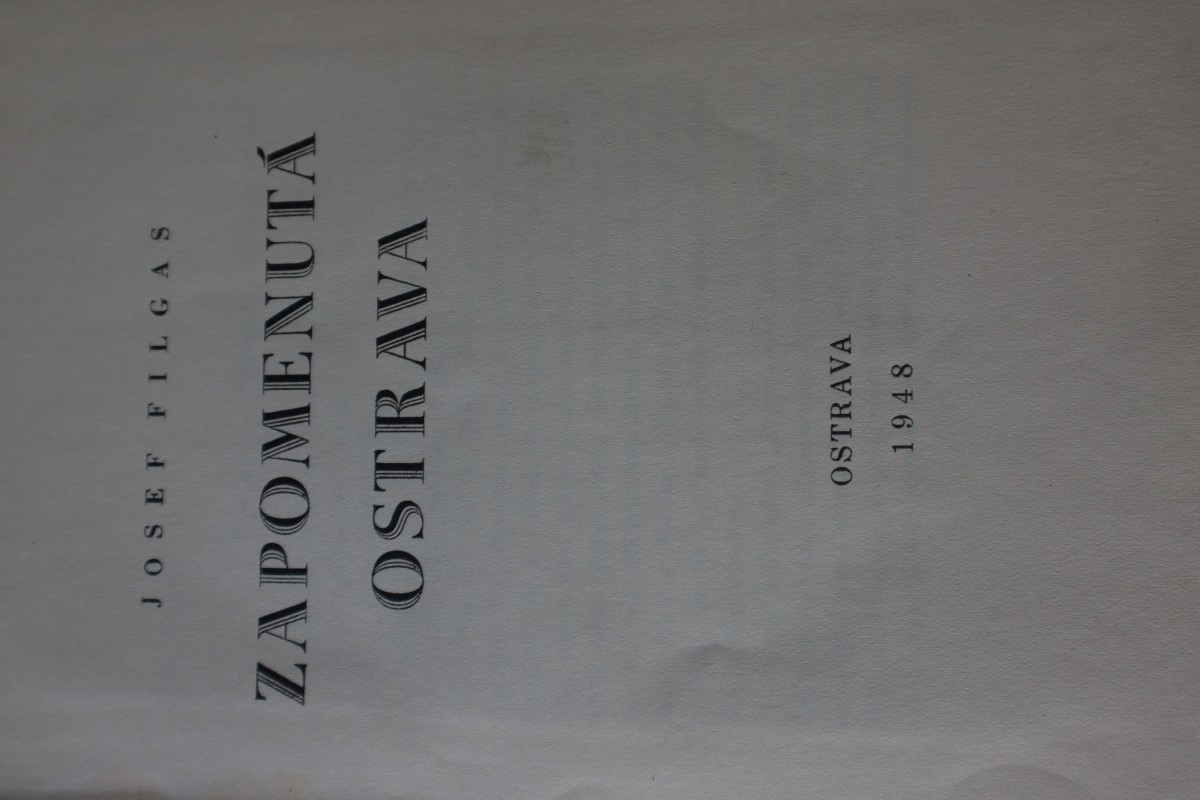 JOSEF FILGAS
ZAPOMENUTÁ
OSTRAVA
OSTRAVA
1948